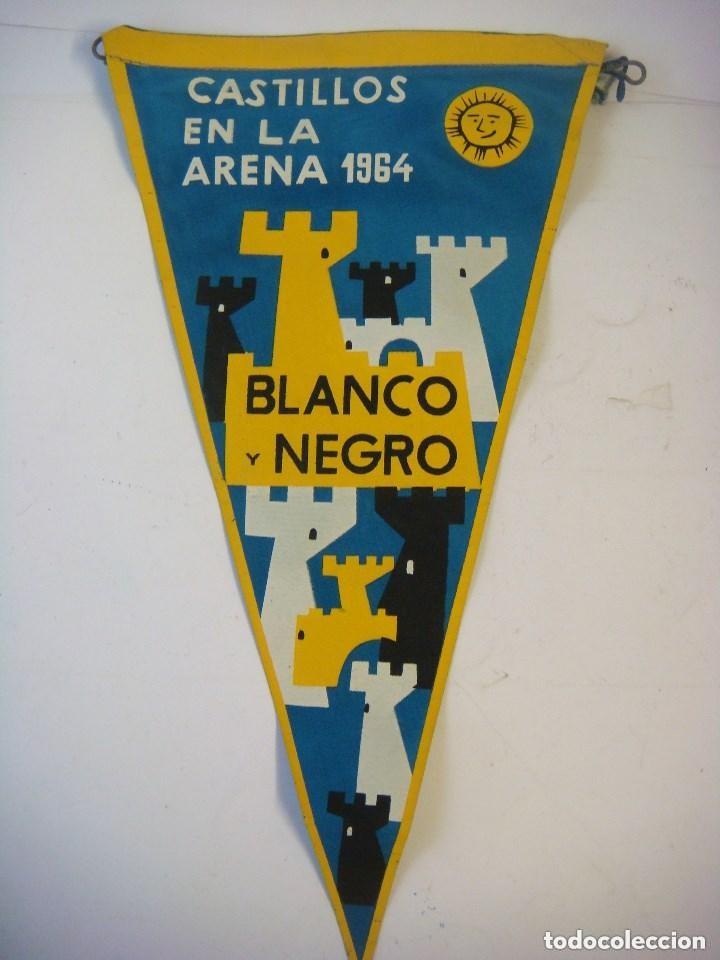 CASTILLOS
EN LA
ARENA 1964
BLANCO
Y NEGRO
todocoleccion